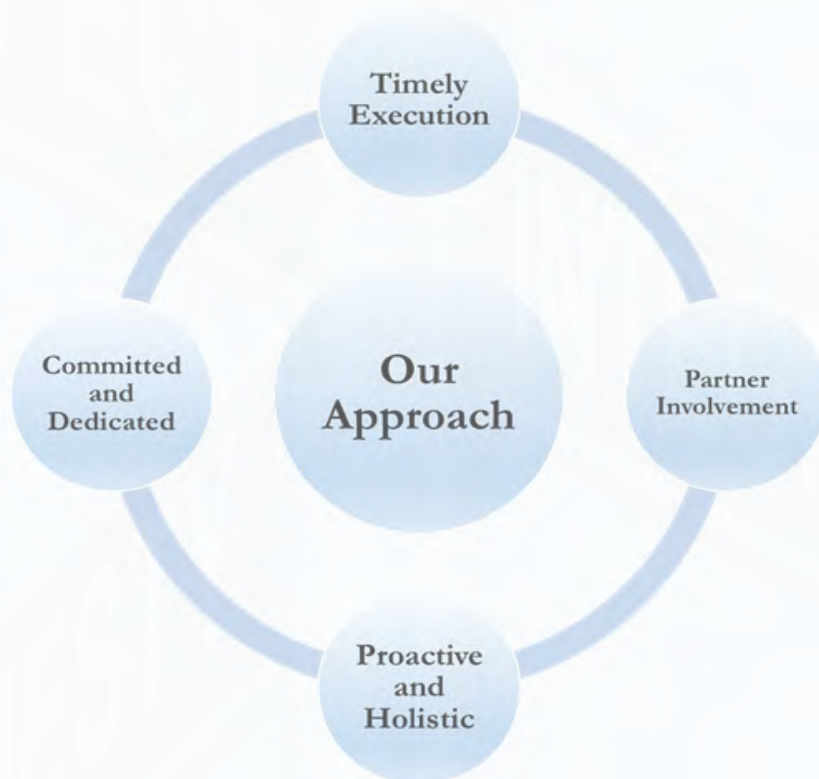 Timely
Execution
Committed
and
Dedicated
Our
Approach
Partner
Involvement
Proactive
and
Holistic